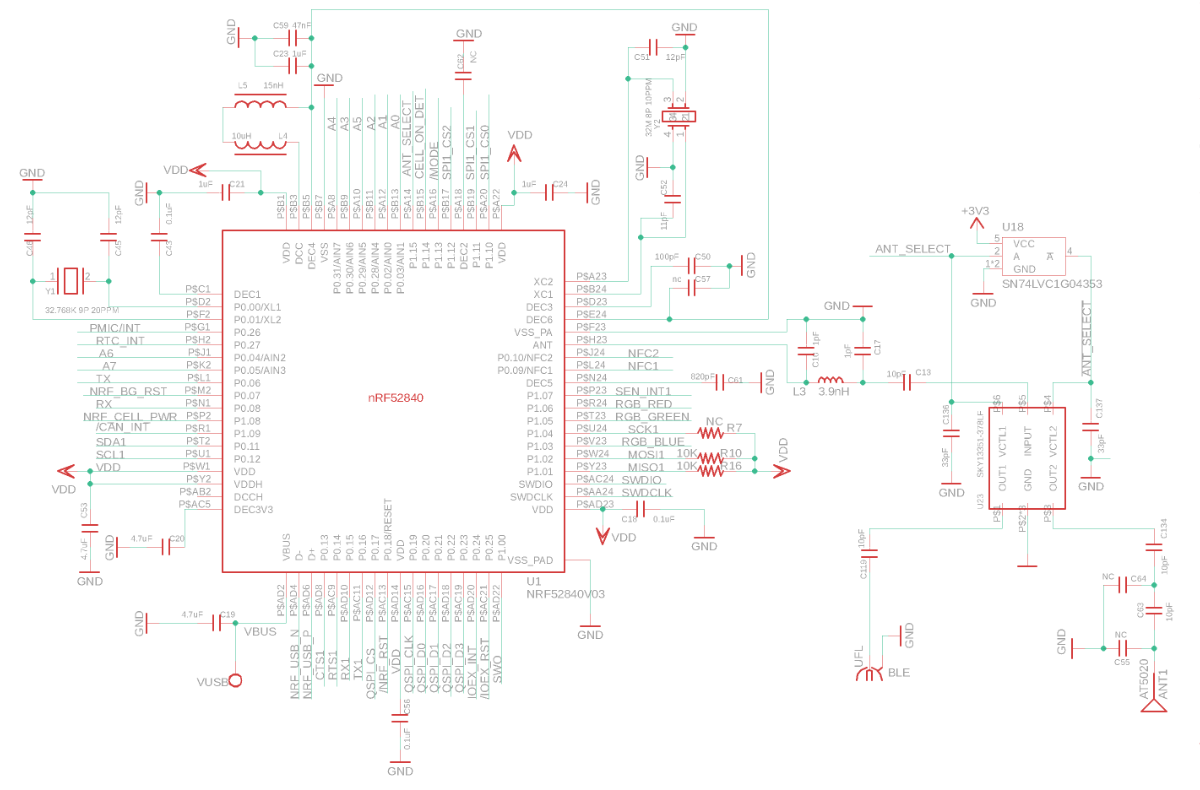 GND
C59 47nF
C23 1uF
GND
L5 15nH
10uH L4
VDD
1uF C21
GND
GND
12pF
C46
12pF
C45
GND
0.1uF
C43
1 2
Y1
32.768K 9P 20PPM
A4
A3
A5
A2
A1
A0
ANT_SELECT
CELL_ON_DET
/MODE
SPI1_CS2
GND
C62 NC
SPI1_CS1
SPI1_CS0
VDD
1uF C24
GND
P$B1
P$B3
P$B5
P$B7
P$A8
P$B9
P$A10
P$B11
P$A12
P$B13
P$A14
P$B15
P$A16
P$B17
P$A18
P$B19
P$A20
P$A22
VDD
DCC
DEC4
VSS
P0.31/AIN7
P0.30/AIN6
P0.29/AIN5
P0.28/AIN4
P0.02/AIN0
P0.03/AIN1
P1.15
P1.14
P1.13
P1.12
DEC2
P1.11
P1.10
VDD
P$C1 DEC1
P$D2 P0.00/XL1
P$F2 P0.01/XL2
PMIC/INT P$G1 P0.26
RTC_INT P$H2 P0.27
A6 P$J1 P0.04/AIN2
A7 P$K2 P0.05/AIN3
TX P$L1 P0.06
NRF_BG_RST P$M2 P0.07
RX P$N1 P0.08
NRF_CELL_PWR P$P2 P1.08
/CAN_INT P$R1 P1.09
SDA1 P$T2 P0.11
SCL1 P$U1 P0.12
VDD P$W1 VDD
P$Y2 VDDH
P$AB2 DCCH
P$AC5 DEC3V3
VDD
C53
4.7uF
GND
GND
4.7uF C20
nRF52840
XC2 P$A23
XC1 P$B24
DEC3 P$D23
DEC6 P$E24
VSS_PA P$F23
ANT P$H23
P0.10/NFC2 P$J24 NFC2
P0.09/NFC1 P$L24 NFC1
DEC5 P$N24
P1.07 P$P23 SEN_INT1
P1.06 P$R24 RGB_RED
P1.05 P$T23 RGB_GREEN
P1.04 P$U24 SCK1
P1.03 P$V23 RGB_BLUE
P1.02 P$W24 MOSI1
P1.01 P$Y23 MISO1
SWDIO P$AC24 SWDIO
SWDCLK P$AA24 SWDCLK
VDD P$AD23
VSS_PAD
U1
NRF52840V03
GND
NC R7
10K R10
10K R16
VDD
VDD
C18 0.1uF
GND
820pF C61
GND
100pF C50
nc C57
GND
GND
C51 12pF
32M 8P 10PPM
Y2
3 2
4 1
GND
C52
11pF
GND
1pF
C16
1pF
C17
L3 3.9nH
10pF C13
VBUS
D-
D+
P0.13
P0.14
P0.15
P0.16
P0.17
P0.18/RESET
VDD
P0.19
P0.20
P0.21
P0.22
P0.23
P0.24
P0.25
P1.00
P$AD2
P$AD4
P$AD6
P$AD8
P$AC9
P$AD10
P$AC11
P$AD12
P$AC13
P$AD14
P$AC15
P$AD16
P$AC17
P$AD18
P$AC19
P$AD20
P$AC21
P$AD22
GND
4.7uF C19
VBUS
VUSB
NRF_USB_N
NRF_USB_P
CTS1
RTS1
RX1
TX1
QSPI_CS
/NRF_RST
VDD
QSPI_CLK
QSPI_D0
QSPI_D1
QSPI_D2
QSPI_D3
IOEX_INT
/IOEX_RST
SWO
C56
0.1uF
GND
+3V3
U18
ANT_SELECT
5 VCC
2 A
1*2 GND
A 4
SN74LVC1G04353
GND
ANT_SELECT
C136
33pF
GND
C137
33pF
GND
P$6
P$5
P$4
VCTL1
INPUT
VCTL2
SKY13351-378LF
U23
OUT1
GND
OUT2
P$1
P$2*3
P$3
10pF
C119
GND
UFL
BLE
C134
10pF
NC C64
C63
10pF
GND
NC
C55
AT5020
ANT1